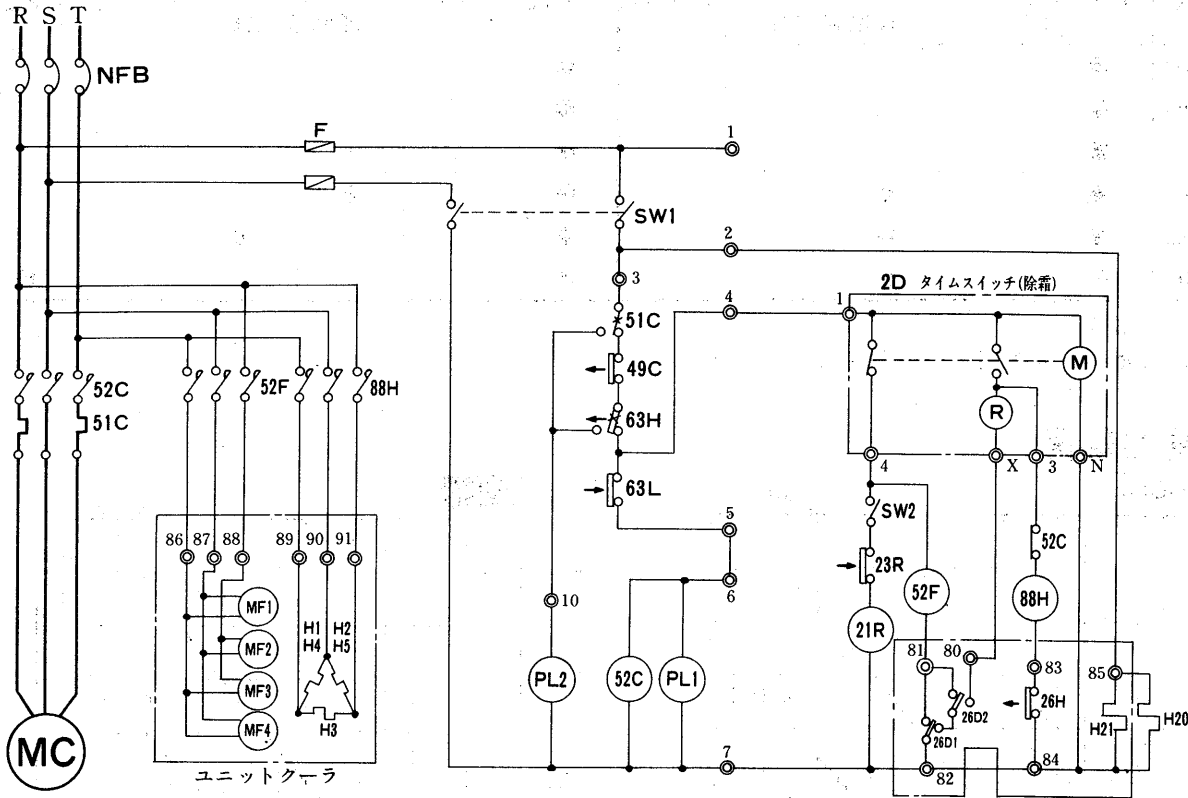 R S T
NFB
F
1
SW1
2
3
4
2D タイムスイッチ(除霜)
1
51C
49C
63H
63L
M
R
4
X
3
N
52C
51C
52F
88H
SW2
23R
52C
52F
88H
21R
5
6
10
PL2
52C
PL1
7
86 87 88 89 90 91
MF1
MF2
MF3
MF4
H1 H2
H4 H5
H3
ユニットクーラ
MC
81
80
83
85
26D2
26D1
26H
H21
H20
82
84